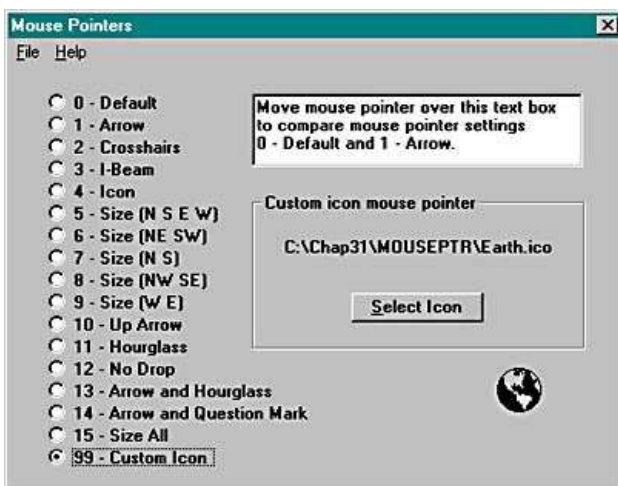 Mouse Pointers
File Help
0 - Default
1 - Arrow
2 - Crosshairs
3 - I-Beam
4 - Icon
5 - Size (N S E W)
6 - Size (NE SW)
7 - Size (N S)
8 - Size (NW SE)
9 - Size (W E)
10 - Up Arrow
11 - Hourglass
12 - No Drop
13 - Arrow and Hourglass
14 - Arrow and Question Mark
15 - Size All
99 - Custom Icon
Move mouse pointer over this text box
to compare mouse pointer settings
0 - Default and 1 - Arrow.
Custom icon mouse pointer
C:\Chap31\MOUSEPTR\Earth.ico
Select Icon